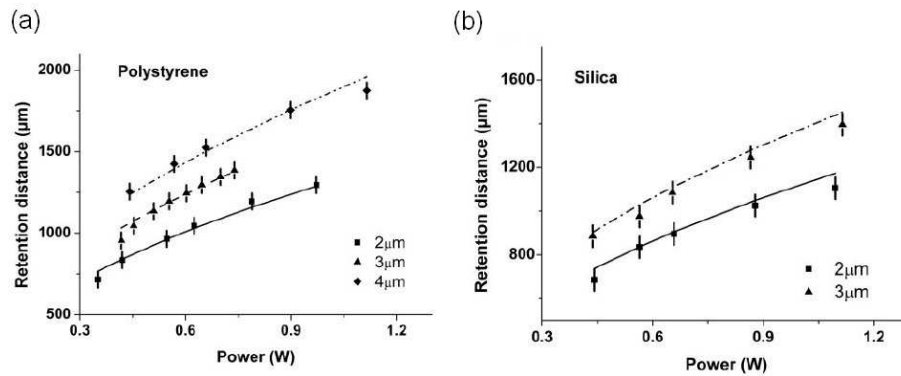 (a)
Polystyrene
Retention distance (μm)
2000
1500
1000
500
0.3
0.6
0.9
1.2
Power (W)
2μm
3μm
4μm
(b)
Silica
Retention distance (μm)
1600
1200
800
0.3
0.6
0.9
1.2
Power (W)
2μm
3μm